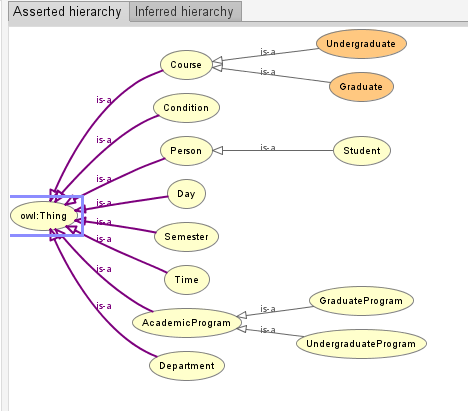 Asserted hierarchy Inferred hierarchy
Undergraduate
Course
is-a
is-a
Graduate
is-a
Condition
is-a
Person
is-a
Student
is-a
Day
is-a
owl:Thing
is-a
Semester
is-a
Time
is-a
GraduateProgram
is-a
AcademicProgram
is-a
UndergraduateProgram
is-a
Department